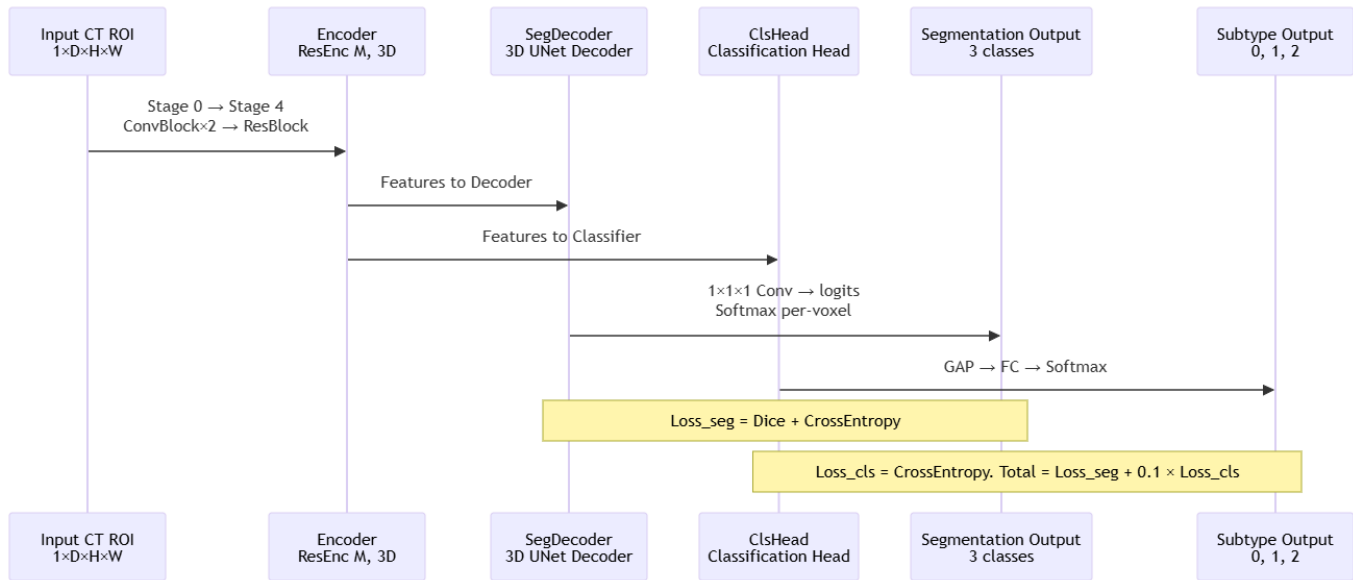 Input CT ROI
1×D×H×W
Encoder
ResEnc M, 3D
SegDecoder
3D UNet Decoder
ClsHead
Classification Head
Segmentation Output
3 classes
Subtype Output
0, 1, 2
Stage 0 → Stage 4
ConvBlock×2 → ResBlock
Features to Decoder
Features to Classifier
1×1×1 Conv → logits
Softmax per-voxel
GAP → FC → Softmax
Loss_seg = Dice + CrossEntropy
Loss_cls = CrossEntropy. Total = Loss_seg + 0.1 × Loss_cls
Input CT ROI
1×D×H×W
Encoder
ResEnc M, 3D
SegDecoder
3D UNet Decoder
ClsHead
Classification Head
Segmentation Output
3 classes
Subtype Output
0, 1, 2